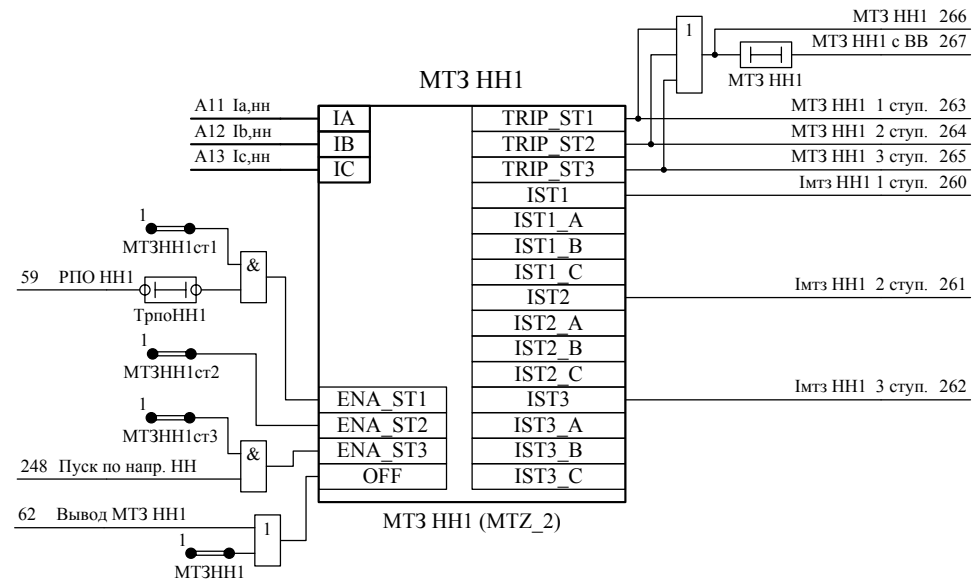 МТЗ НН1 266
1
МТЗ НН1 с ВВ 267
МТЗ НН1
МТЗ НН1
A11 Ia,нн
IA
TRIP_ST1
МТЗ НН1 1 ступ. 263
A12 Ib,нн
IB
TRIP_ST2
МТЗ НН1 2 ступ. 264
A13 Ic,нн
IC
TRIP_ST3
МТЗ НН1 3 ступ. 265
IST1
Iмтз НН1 1 ступ. 260
IST1_A
1
МТЗНН1ст1
IST1_B
&
IST1_C
59 РПО НН1
ТрпоНН1
IST2
Iмтз НН1 2 ступ. 261
IST2_A
1
IST2_B
МТЗНН1ст2
IST2_C
ENA_ST1
IST3
Iмтз НН1 3 ступ. 262
1
ENA_ST2
IST3_A
МТЗНН1ст3
ENA_ST3
IST3_B
&
248 Пуск по напр. НН
OFF
IST3_C
62 Вывод МТЗ НН1
1
МТЗ НН1 (MTZ_2)
1
МТЗНН1